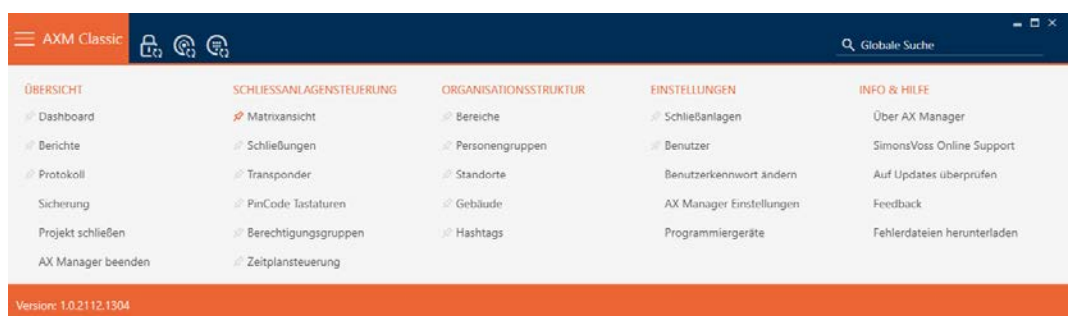 AXM Classic
Globale Suche
ÜBERSICHT
Dashboard
Berichte
Protokoll
Sicherung
Projekt schließen
AX Manager beenden
SCHLIESSANLAGENSTEUERUNG
Matrixansicht
Schließungen
Transponder
PinCode Tastaturen
Berechtigungsgruppen
Zeitplansteuerung
ORGANISATIONSSTRUKTUR
Bereiche
Personengruppen
Standorte
Gebäude
Hashtags
EINSTELLUNGEN
Schließanlagen
Benutzer
Benutzerkennwort ändern
AX Manager Einstellungen
Programmiergeräte
INFO & HILFE
Über AX Manager
SimonsVoss Online Support
Auf Updates überprüfen
Feedback
Fehlerdateien herunterladen
Version: 1.0.2112.1304